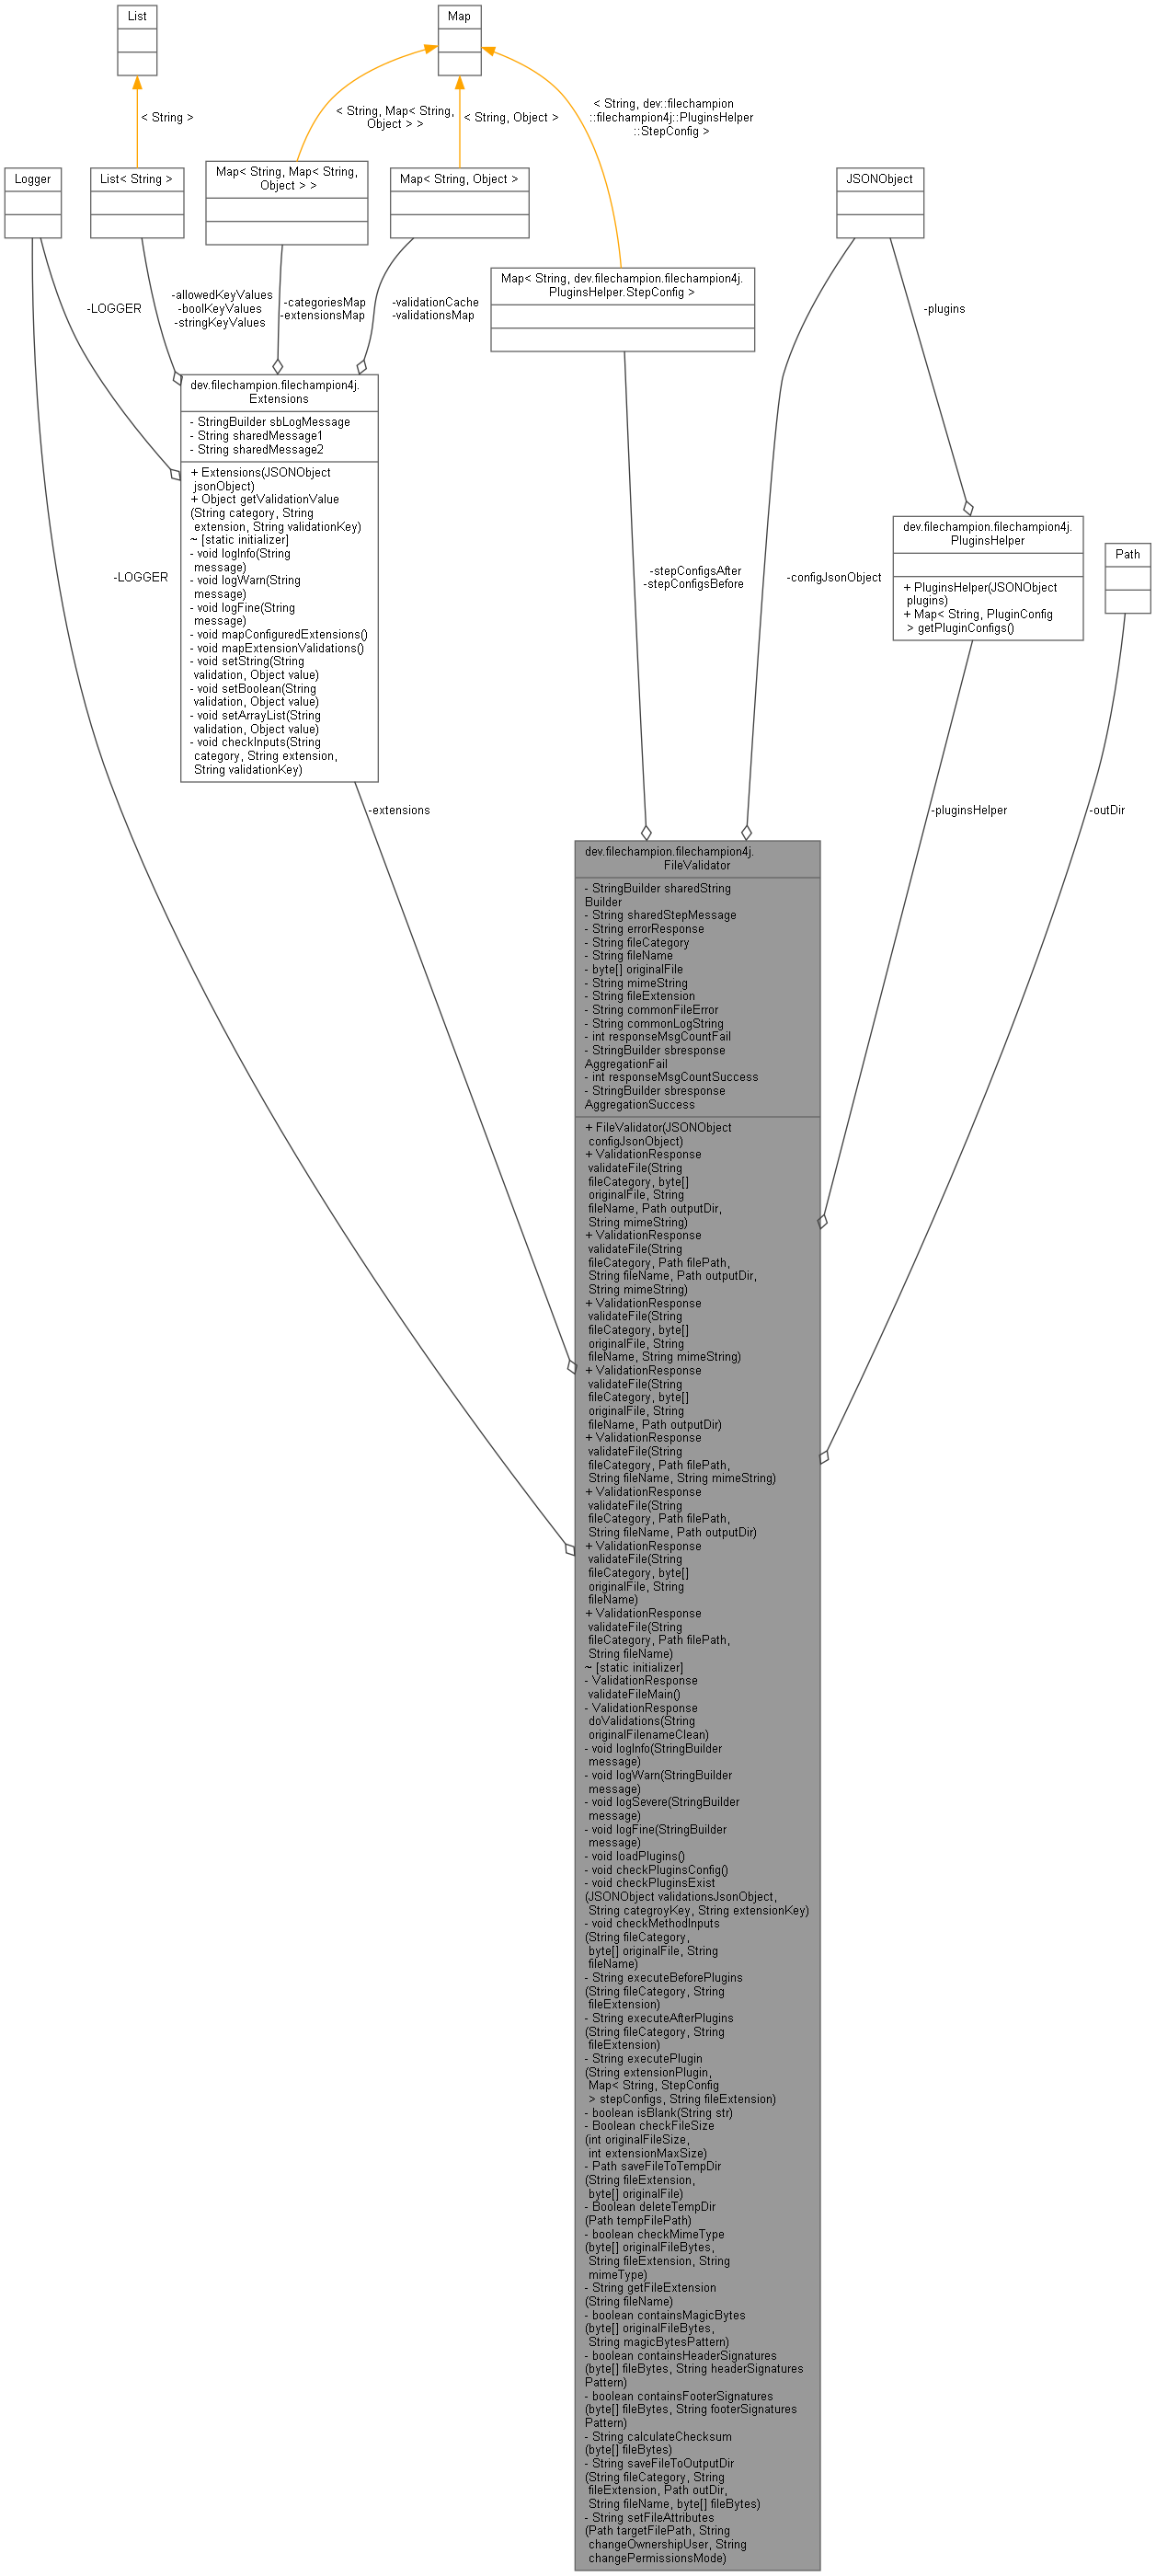 List
Map
< String >
< String, Map< String,
Object > >
< String, Object >
< String, dev::filechampion
::filechampion4j::PluginsHelper
::StepConfig >
Logger
List< String >
Map< String, Map< String,
Object > >
Map< String, Object >
JSONObject
Map< String, dev.filechampion.filechampion4j.
PluginsHelper.StepConfig >
-LOGGER
-allowedKeyValues
-boolKeyValues
-stringKeyValues
-categoriesMap
-extensionsMap
-validationCache
-validationsMap
-plugins
dev.filechampion.filechampion4j.
Extensions
- StringBuilder sbLogMessage
- String sharedMessage1
- String sharedMessage2
+ Extensions(JSONObject
jsonObject)
+ Object getValidationValue
(String category, String
extension, String validationKey)
~ [static initializer]
- void logInfo(String
message)
- void logWarn(String
message)
- void logFine(String
message)
- void mapConfiguredExtensions()
- void mapExtensionValidations()
- void setString(String
validation, Object value)
- void setBoolean(String
validation, Object value)
- void setArrayList(String
validation, Object value)
- void checkInputs(String
category, String extension,
String validationKey)
-LOGGER
-stepConfigsAfter
-stepConfigsBefore
-configJsonObject
dev.filechampion.filechampion4j.
PluginsHelper
+ PluginsHelper(JSONObject
plugins)
+ Map< String, PluginConfig
> getPluginConfigs()
Path
-extensions
-pluginsHelper
-outDir
dev.filechampion.filechampion4j.
FileValidator
- StringBuilder sharedString
Builder
- String sharedStepMessage
- String errorResponse
- String fileCategory
- String fileName
- byte[] originalFile
- String mimeString
- String fileExtension
- String commonFileError
- String commonLogString
- int responseMsgCountFail
- StringBuilder sbresponse
AggregationFail
- int responseMsgCountSuccess
- StringBuilder sbresponse
AggregationSuccess
+ FileValidator(JSONObject
configJsonObject)
+ ValidationResponse
validateFile(String
fileCategory, byte[]
originalFile, String
fileName, Path outputDir,
String mimeString)
+ ValidationResponse
validateFile(String
fileCategory, Path filePath,
String fileName, Path outputDir,
String mimeString)
+ ValidationResponse
validateFile(String
fileCategory, byte[]
originalFile, String
fileName, String mimeString)
+ ValidationResponse
validateFile(String
fileCategory, byte[]
originalFile, String
fileName, Path outputDir)
+ ValidationResponse
validateFile(String
fileCategory, Path filePath,
String fileName, String mimeString)
+ ValidationResponse
validateFile(String
fileCategory, Path filePath,
String fileName, Path outputDir)
+ ValidationResponse
validateFile(String
fileCategory, byte[]
originalFile, String
fileName)
+ ValidationResponse
validateFile(String
fileCategory, Path filePath,
String fileName)
~ [static initializer]
- ValidationResponse
validateFileMain()
- ValidationResponse
doValidations(String
originalFilenameClean)
- void logInfo(StringBuilder
message)
- void logWarn(StringBuilder
message)
- void logSevere(StringBuilder
message)
- void logFine(StringBuilder
message)
- void loadPlugins()
- void checkPluginsConfig()
- void checkPluginsExist
(JSONObject validationsJsonObject,
String categroyKey, String extensionKey)
- void checkMethodInputs
(String fileCategory,
byte[] originalFile, String
fileName)
- String executeBeforePlugins
(String fileCategory, String
fileExtension)
- String executeAfterPlugins
(String fileCategory, String
fileExtension)
- String executePlugin
(String extensionPlugin,
Map< String, StepConfig
> stepConfigs, String fileExtension)
- boolean isBlank(String str)
- Boolean checkFileSize
(int originalFileSize,
int extensionMaxSize)
- Path saveFileToTempDir
(String fileExtension,
byte[] originalFile)
- Boolean deleteTempDir
(Path tempFilePath)
- boolean checkMimeType
(byte[] originalFileBytes,
String fileExtension, String
mimeType)
- String getFileExtension
(String fileName)
- boolean containsMagicBytes
(byte[] originalFileBytes,
String magicBytesPattern)
- boolean containsHeaderSignatures
(byte[] fileBytes, String headerSignatures
Pattern)
- boolean containsFooterSignatures
(byte[] fileBytes, String footerSignatures
Pattern)
- String calculateChecksum
(byte[] fileBytes)
- String saveFileToOutputDir
(String fileCategory, String
fileExtension, Path outDir,
String fileName, byte[] fileBytes)
- String setFileAttributes
(Path targetFilePath, String
changeOwnershipUser, String
changePermissionsMode)